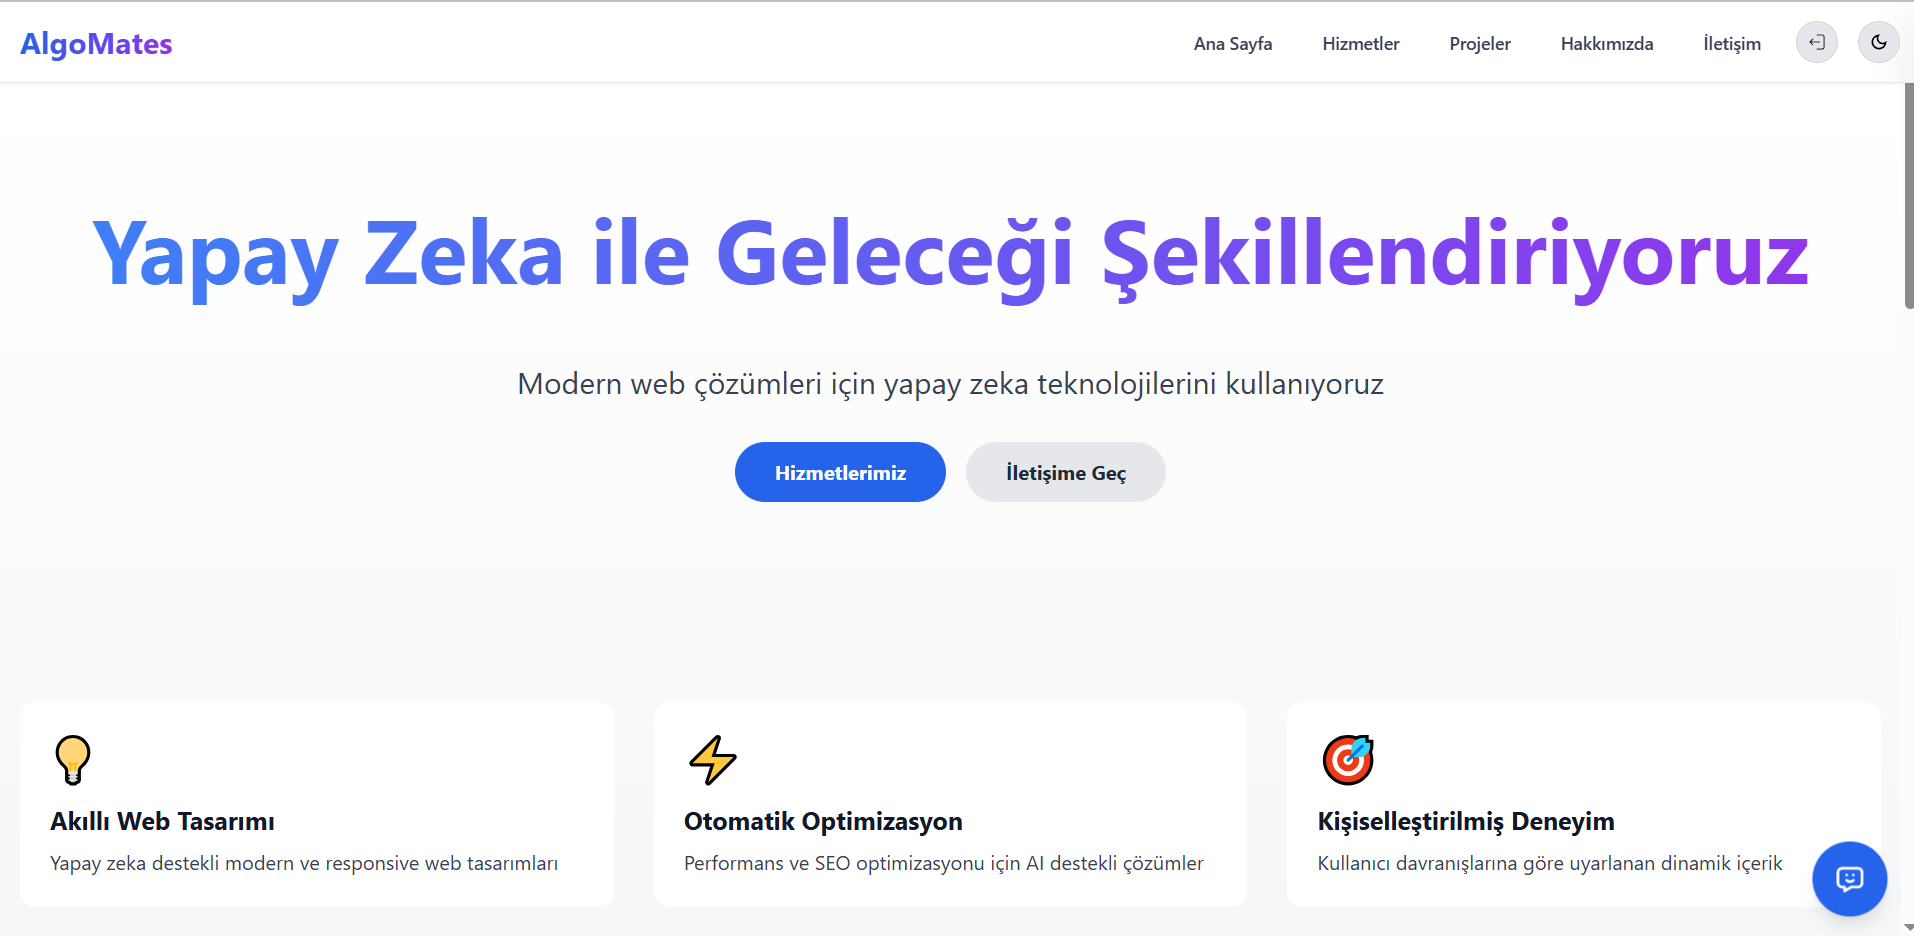 AlgoMates
Ana Sayfa
Hizmetler
Projeler
Hakkımızda
İletişim
Yapay Zeka ile Geleceği Şekillendiriyoruz
Modern web çözümleri için yapay zeka teknolojilerini kullanıyoruz
Hizmetlerimiz
İletişime Geç
Akıllı Web Tasarımı
Yapay zeka destekli modern ve responsive web tasarımları
Otomatik Optimizasyon
Performans ve SEO optimizasyonu için AI destekli çözümler
Kişiselleştirilmiş Deneyim
Kullanıcı davranışlarına göre uyarlanan dinamik içerik